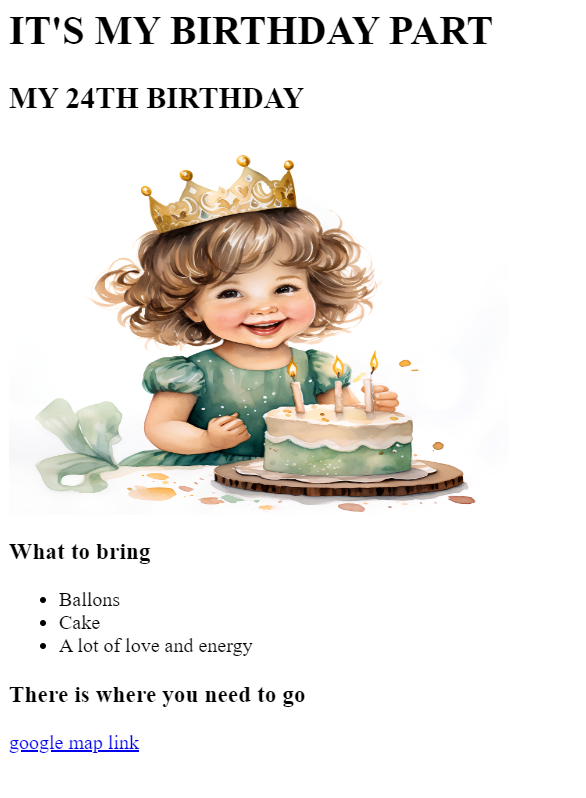 IT'S MY BIRTHDAY PART
MY 24TH BIRTHDAY
What to bring
Ballons
Cake
A lot of love and energy
There is where you need to go
google map link